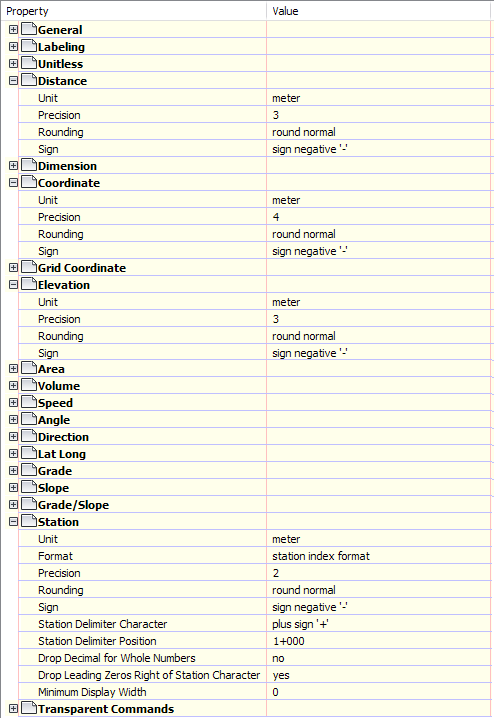 Property Value
General
Labeling
Unitless
Distance
Unit meter
Precision 3
Rounding round normal
Sign sign negative '-'
Dimension
Coordinate
Unit meter
Precision 4
Rounding round normal
Sign sign negative '-'
Grid Coordinate
Elevation
Unit meter
Precision 3
Rounding round normal
Sign sign negative '-'
Area
Volume
Speed
Angle
Direction
Lat Long
Grade
Slope
Grade/Slope
Station
Unit meter
Format station index format
Precision 2
Rounding round normal
Sign sign negative '-'
Station Delimiter Character plus sign '+'
Station Delimiter Position 1+000
Drop Decimal for Whole Numbers no
Drop Leading Zeros Right of Station Character yes
Minimum Display Width 0
Transparent Commands